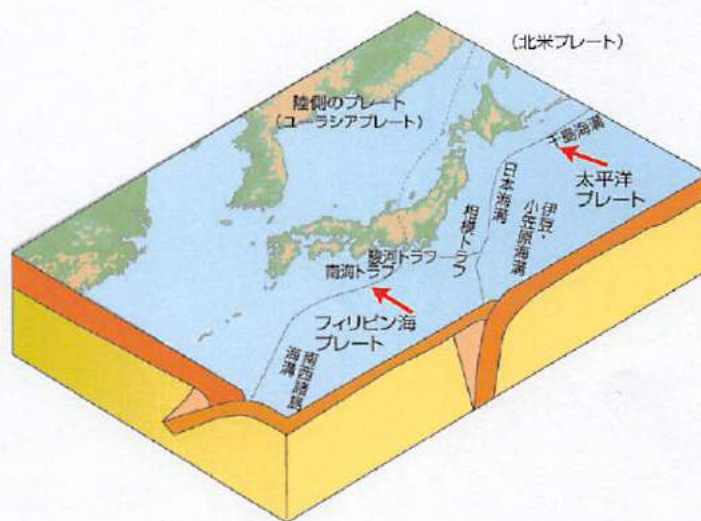 (北米プレート)
陸側のプレート
(ユーラシアプレート)
千島海溝
太平洋
プレート
日本海溝
伊豆・
小笠原海溝
相模トラフ
駿河トラフ
南海トラフ
フィリピン海
プレート
南西諸島
海溝